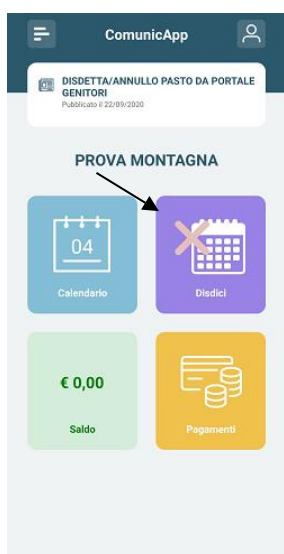 ComunicApp
DISDETTA/ANNULLO PASTO DA PORTALE
GENITORI
Pubblicato il 22/09/2020
PROVA MONTAGNA
04
Calendario
Disdici
€ 0,00
Saldo
Pagamenti